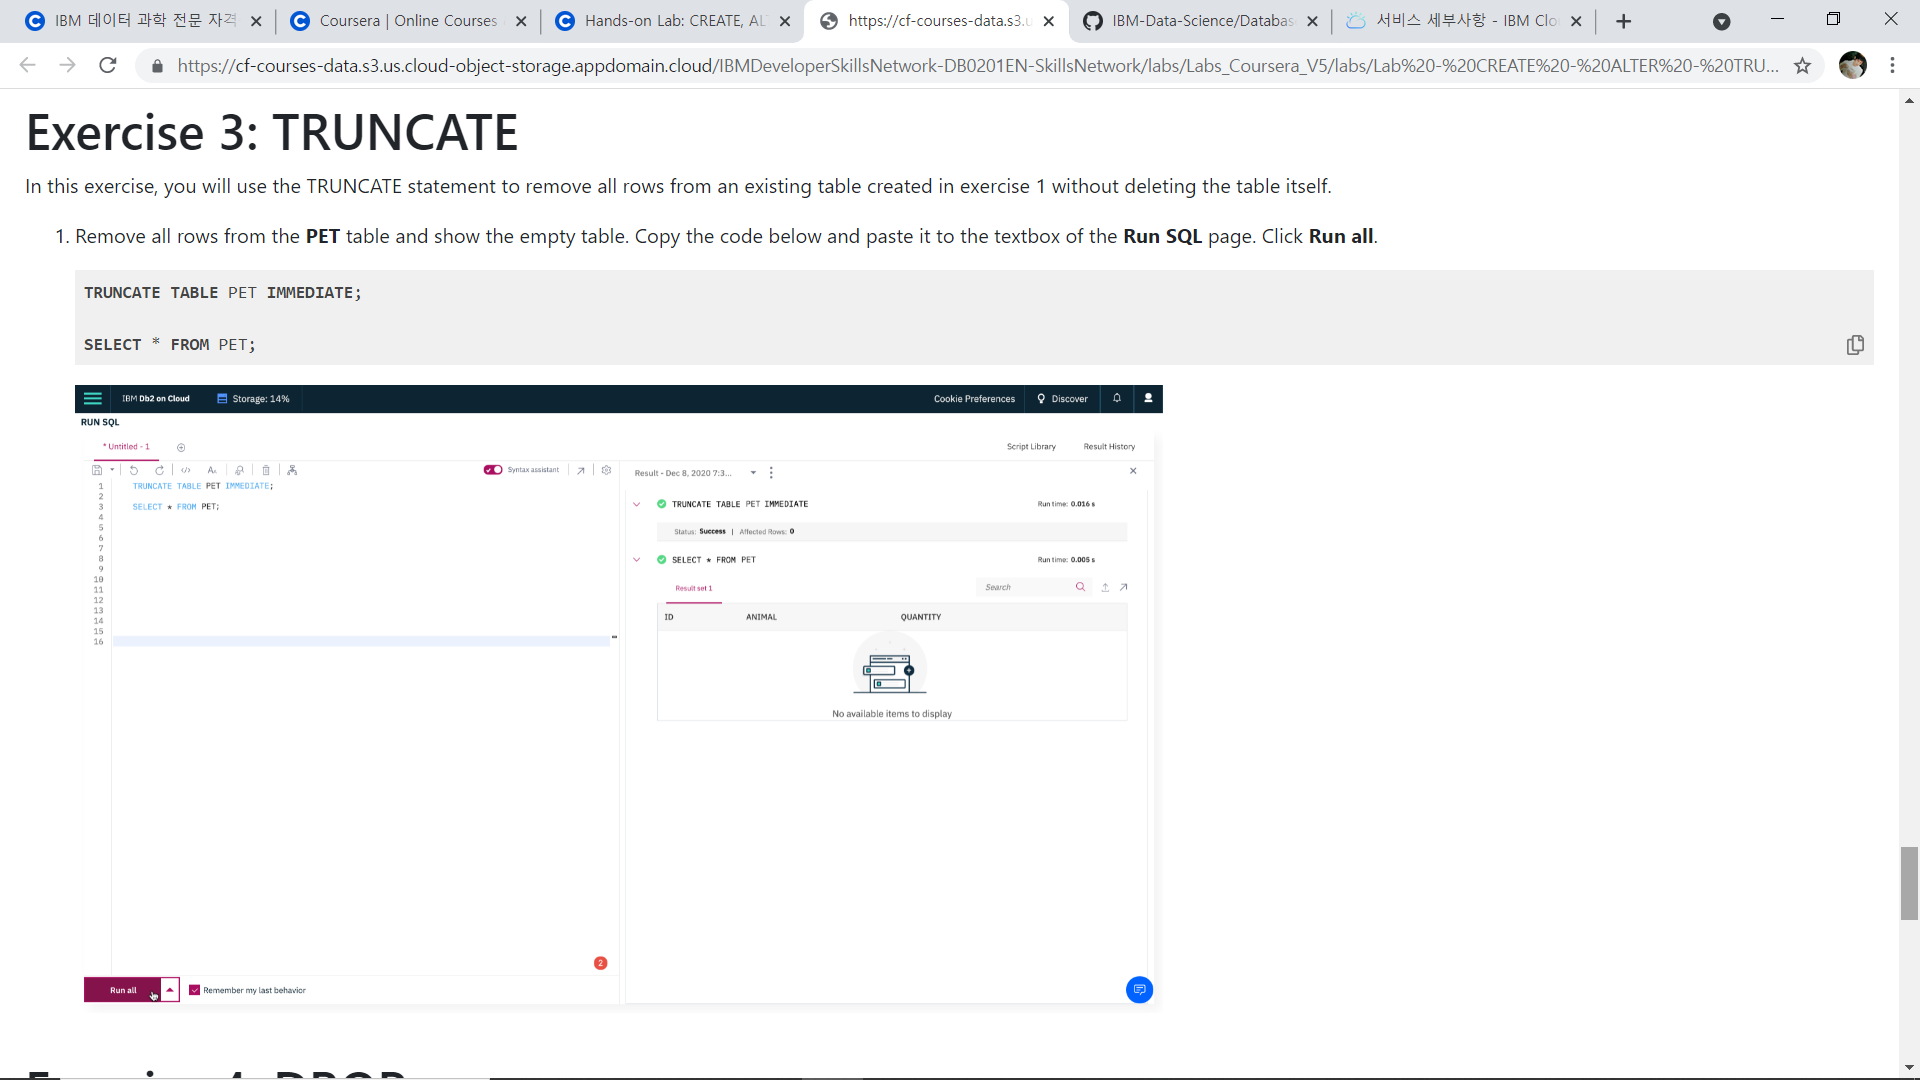 IBM 데이터 과학 전문 자격
Coursera | Online Courses
Hands-on Lab: CREATE, AL
https://cf-courses-data.s3.u
IBM-Data-Science/Databas
서비스 세부사항 - IBM Clo
https://cf-courses-data.s3.us.cloud-object-storage.appdomain.cloud/IBMDeveloperSkillsNetwork-DB0201EN-SkillsNetwork/labs/Labs_Coursera_V5/labs/Lab%20-%20CREATE%20-%20ALTER%20-%20TRU...
Exercise 3: TRUNCATE
In this exercise, you will use the TRUNCATE statement to remove all rows from an existing table created in exercise 1 without deleting the table itself.
1. Remove all rows from the PET table and show the empty table. Copy the code below and paste it to the textbox of the Run SQL page. Click Run all.
TRUNCATE TABLE PET IMMEDIATE;
SELECT * FROM PET;
IBM Db2 on Cloud Storage: 14% Cookie Preferences Discover
RUN SQL
* Untitled - 1 Script Library Result History
Syntax assistant Result - Dec 8, 2020 7:3...
1 TRUNCATE TABLE PET IMMEDIATE;
2
3 SELECT * FROM PET;
4
5
6
7
8
9
10
11
12
13
14
15
16
TRUNCATE TABLE PET IMMEDIATE Run time: 0.016 s
Status: Success | Affected Rows: 0
SELECT * FROM PET Run time: 0.005 s
Result set 1 Search
ID ANIMAL QUANTITY
No available items to display
2
Run all Remember my last behavior
Exercise 4: DROP